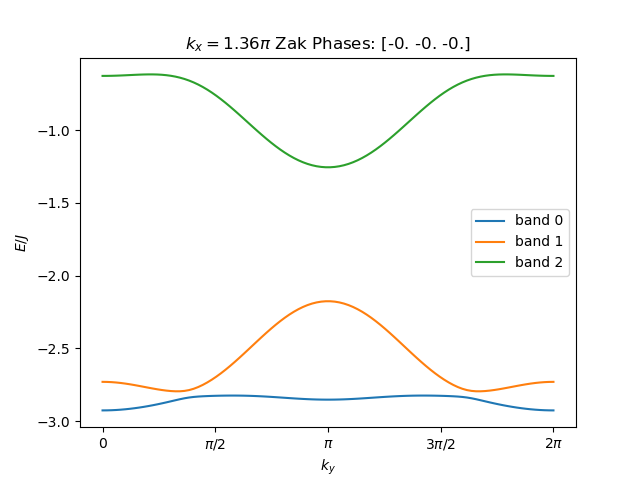 k_x = 1.36π Zak Phases: [-0. -0. -0.]
−1.0
−1.5
−2.0
−2.5
−3.0
E/J
band 0
band 1
band 2
0 π/2 π 3π/2 2π
k_y